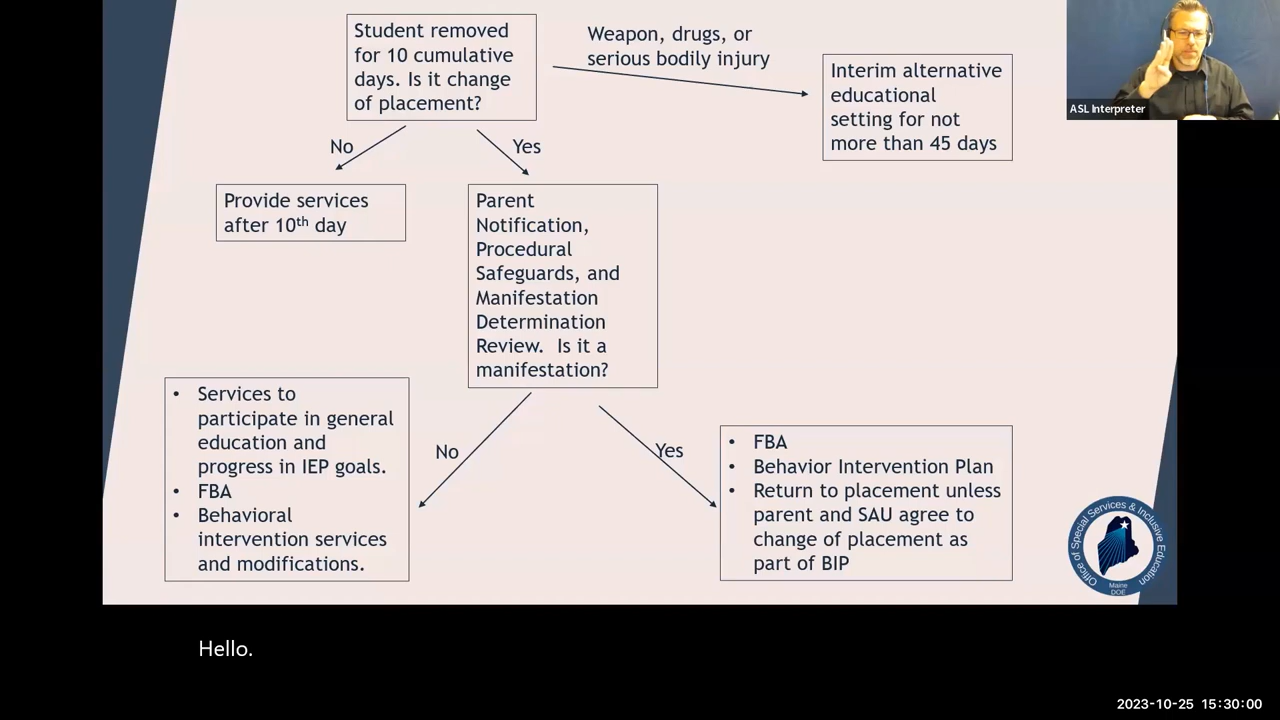 Student removed
for 10 cumulative
days. Is it change
of placement?
Weapon, drugs, or
serious bodily injury
Interim alternative
educational
setting for not
more than 45 days
ASL Interpreter
No
Yes
Provide services
after 10th day
Parent
Notification,
Procedural
Safeguards, and
Manifestation
Determination
Review.  Is it a
manifestation?
No
Yes
• Services to
participate in general
education and
progress in IEP goals.
• FBA
• Behavioral
intervention services
and modifications.
• FBA
• Behavior Intervention Plan
• Return to placement unless
parent and SAU agree to
change of placement as
part of BIP
Office of Special Services & Inclusive Education
Maine
DOE
Hello.
2023-10-25 15:30:00